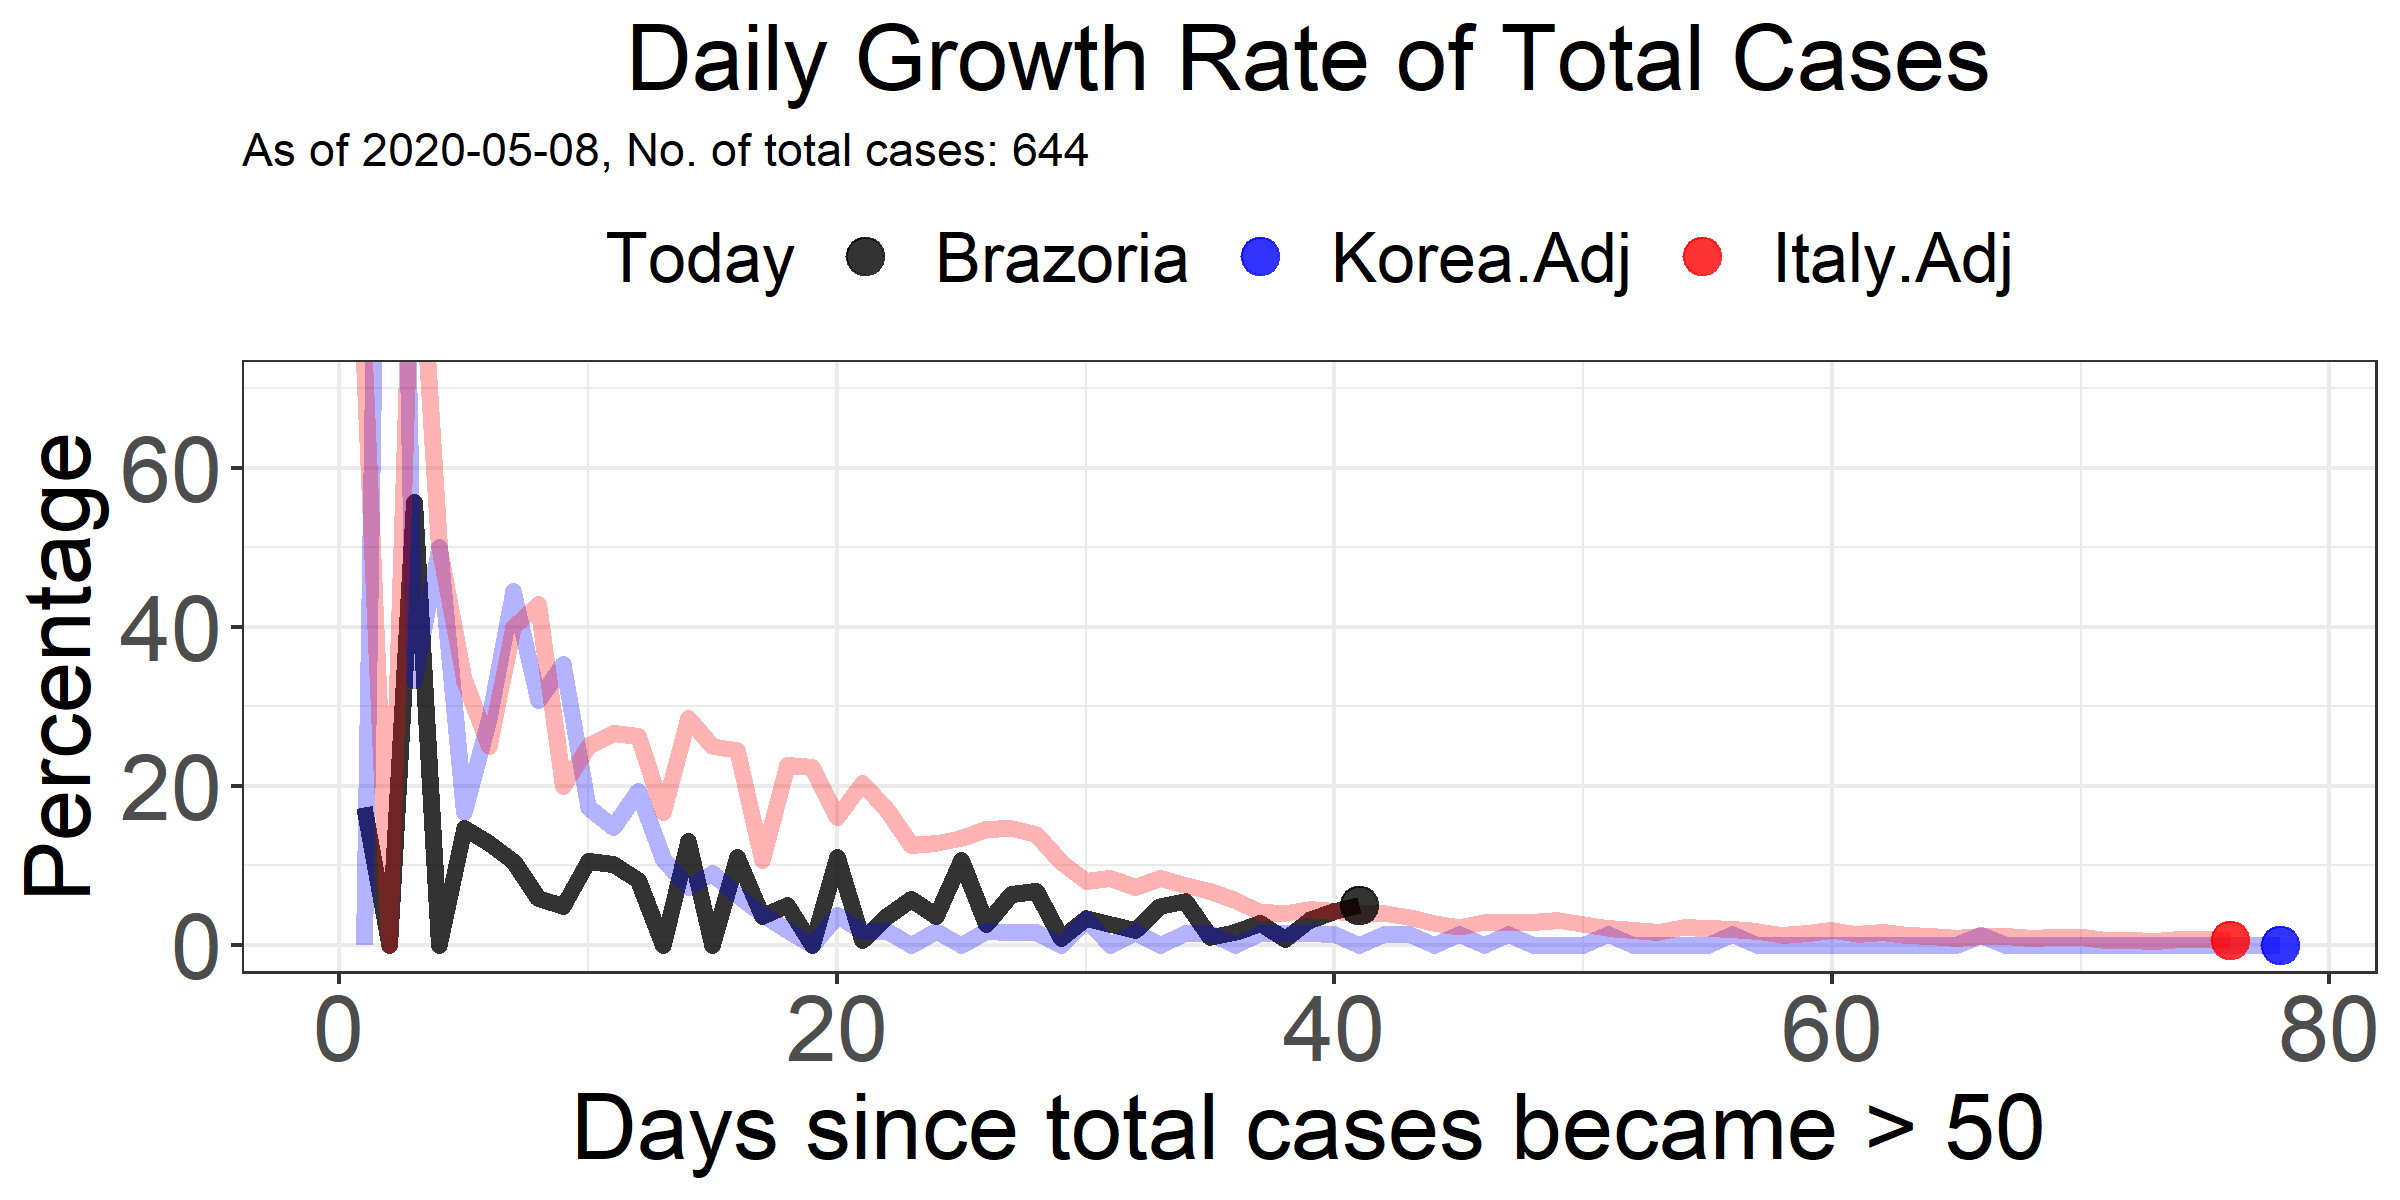 Daily Growth Rate of Total Cases
As of 2020-05-08, No. of total cases: 644
Today Brazoria Korea.Adj Italy.Adj
Percentage
60
40
20
0
0 20 40 60 80
Days since total cases became > 50